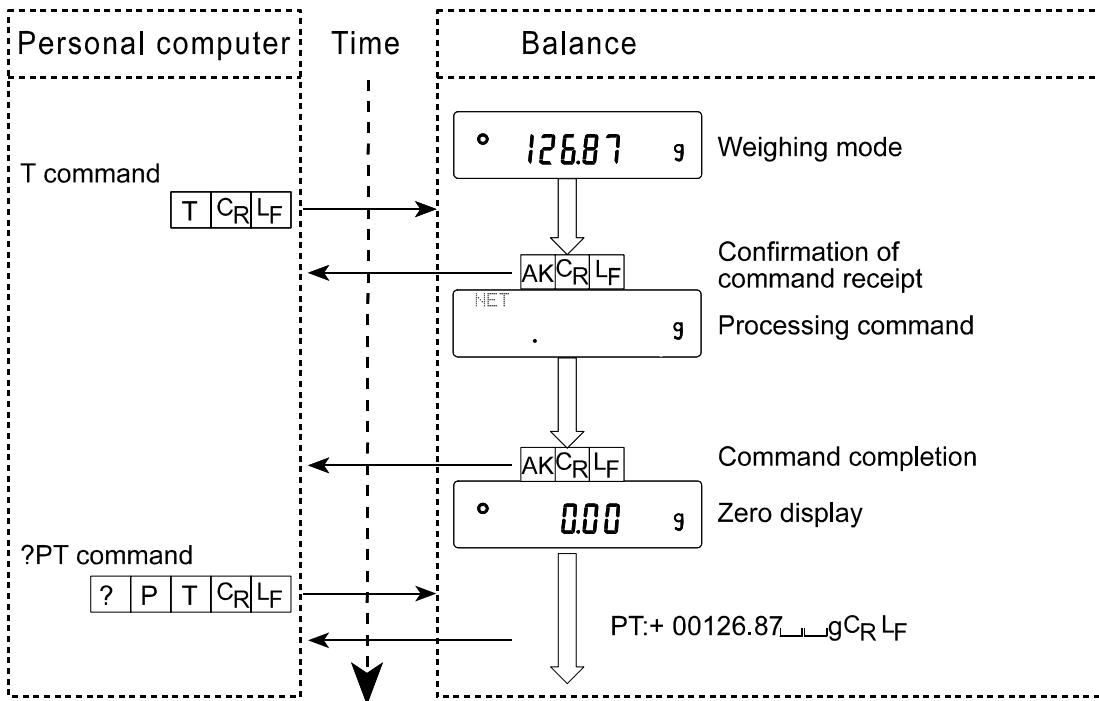 Personal computer Time Balance
126.87 g Weighing mode
T command
T CR LF
AK CR LF
Confirmation of
command receipt
NET
. g Processing command
AK CR LF Command completion
0.00 g Zero display
?PT command
? P T CR LF
PT:+ 00126.87␣␣gCR LF